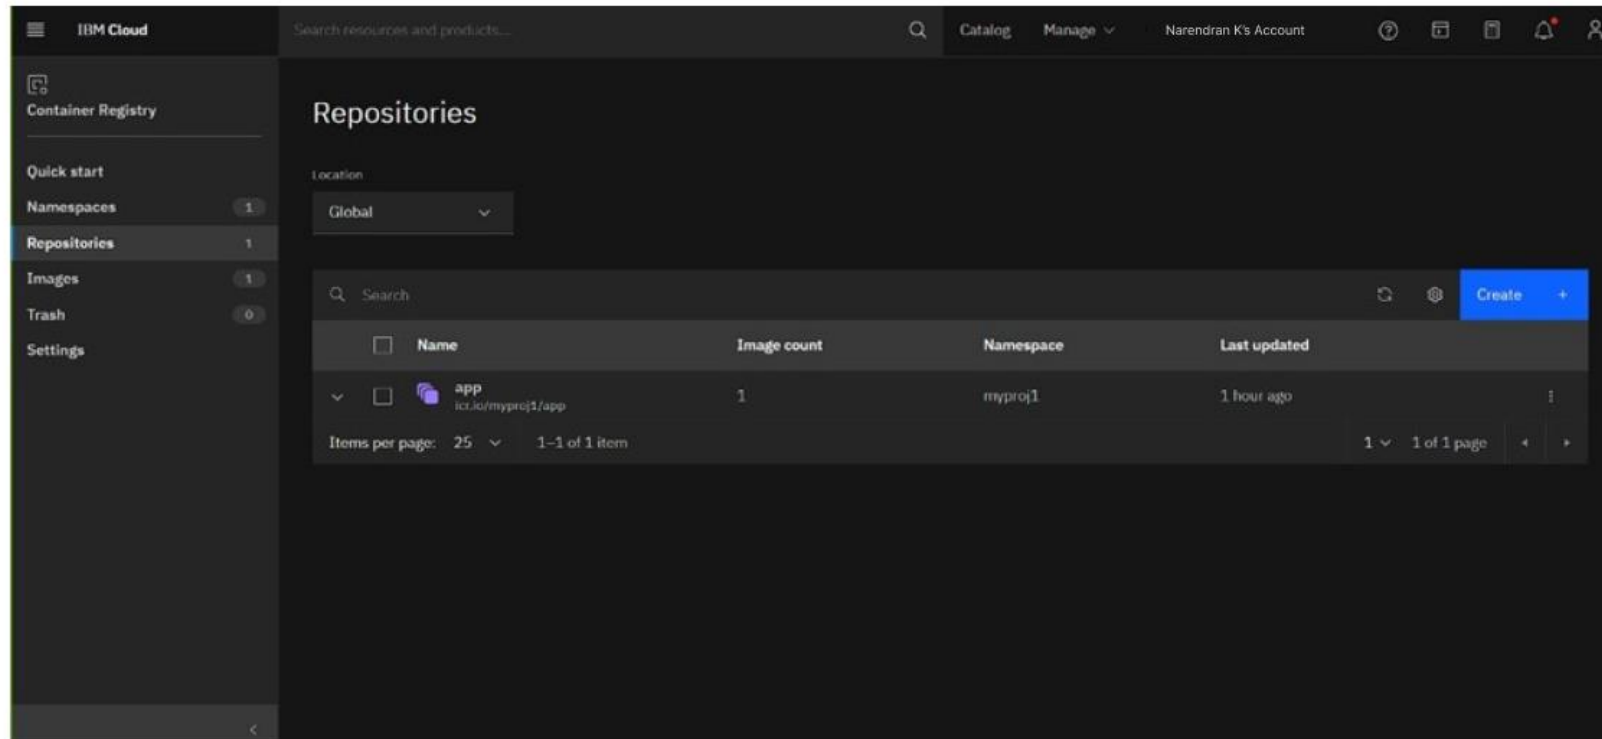 IBM Cloud
Search resources and products...
Catalog
Manage
Narendran K's Account
Container Registry
Quick start
Namespaces 1
Repositories 1
Images 1
Trash 0
Settings
Repositories
Location
Global
Search
Create +
Name Image count Namespace Last updated
app 1 myproj1 1 hour ago
icr.io/myproj1/app
Items per page: 25 1–1 of 1 item 1 1 of 1 page